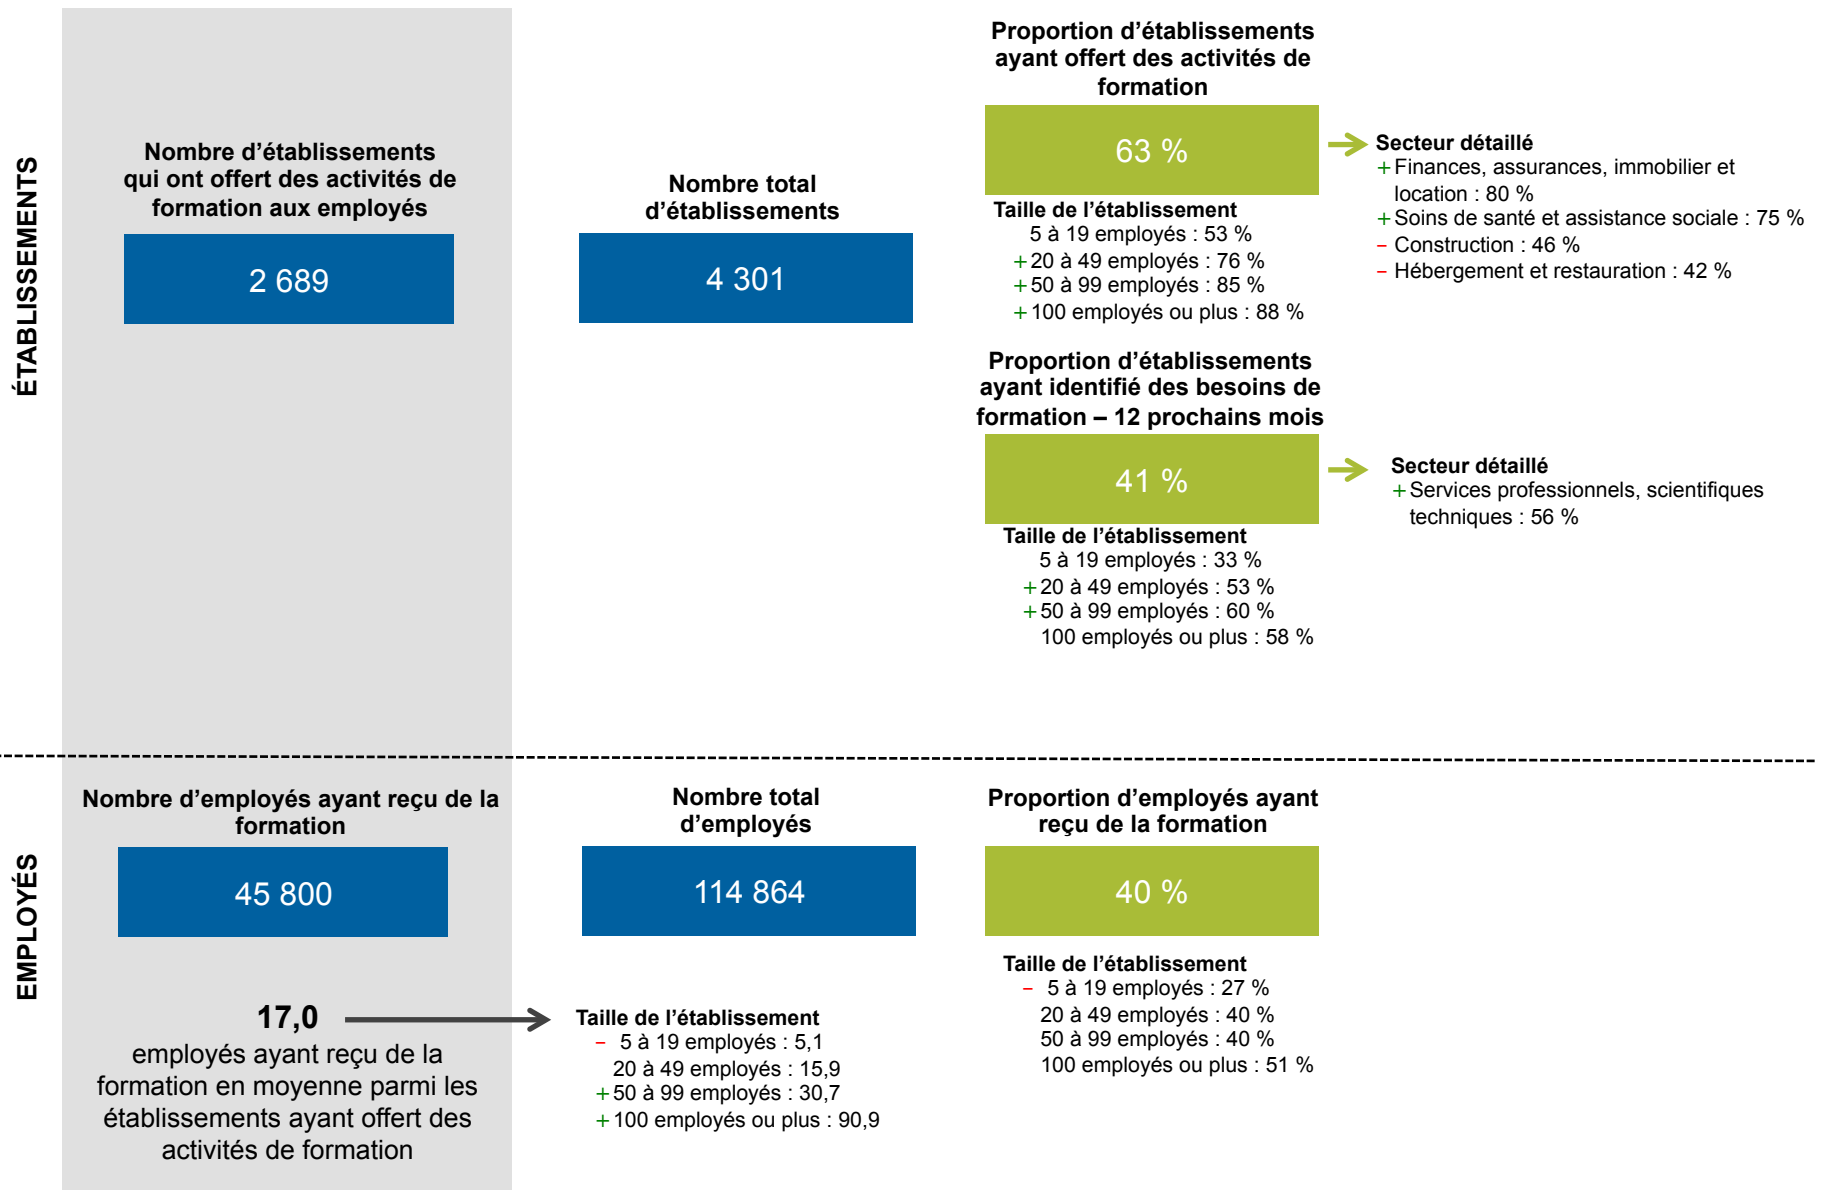 ÉTABLISSEMENTS
Nombre d’établissements
qui ont offert des activités de
formation aux employés
2 689
Nombre total
d’établissements
4 301
Proportion d’établissements
ayant offert des activités de
formation
63 %
Taille de l’établissement
5 à 19 employés : 53 %
+ 20 à 49 employés : 76 %
+ 50 à 99 employés : 85 %
+ 100 employés ou plus : 88 %
Secteur détaillé
+ Finances, assurances, immobilier et
location : 80 %
+ Soins de santé et assistance sociale : 75 %
– Construction : 46 %
– Hébergement et restauration : 42 %
Proportion d’établissements
ayant identifié des besoins de
formation – 12 prochains mois
41 %
Taille de l’établissement
5 à 19 employés : 33 %
+ 20 à 49 employés : 53 %
+ 50 à 99 employés : 60 %
100 employés ou plus : 58 %
Secteur détaillé
+ Services professionnels, scientifiques
techniques : 56 %
EMPLOYÉS
Nombre d’employés ayant reçu de la
formation
45 800
17,0
employés ayant reçu de la
formation en moyenne parmi les
établissements ayant offert des
activités de formation
Nombre total
d’employés
114 864
Taille de l’établissement
– 5 à 19 employés : 5,1
20 à 49 employés : 15,9
+ 50 à 99 employés : 30,7
+ 100 employés ou plus : 90,9
Proportion d’employés ayant
reçu de la formation
40 %
Taille de l’établissement
– 5 à 19 employés : 27 %
20 à 49 employés : 40 %
50 à 99 employés : 40 %
100 employés ou plus : 51 %